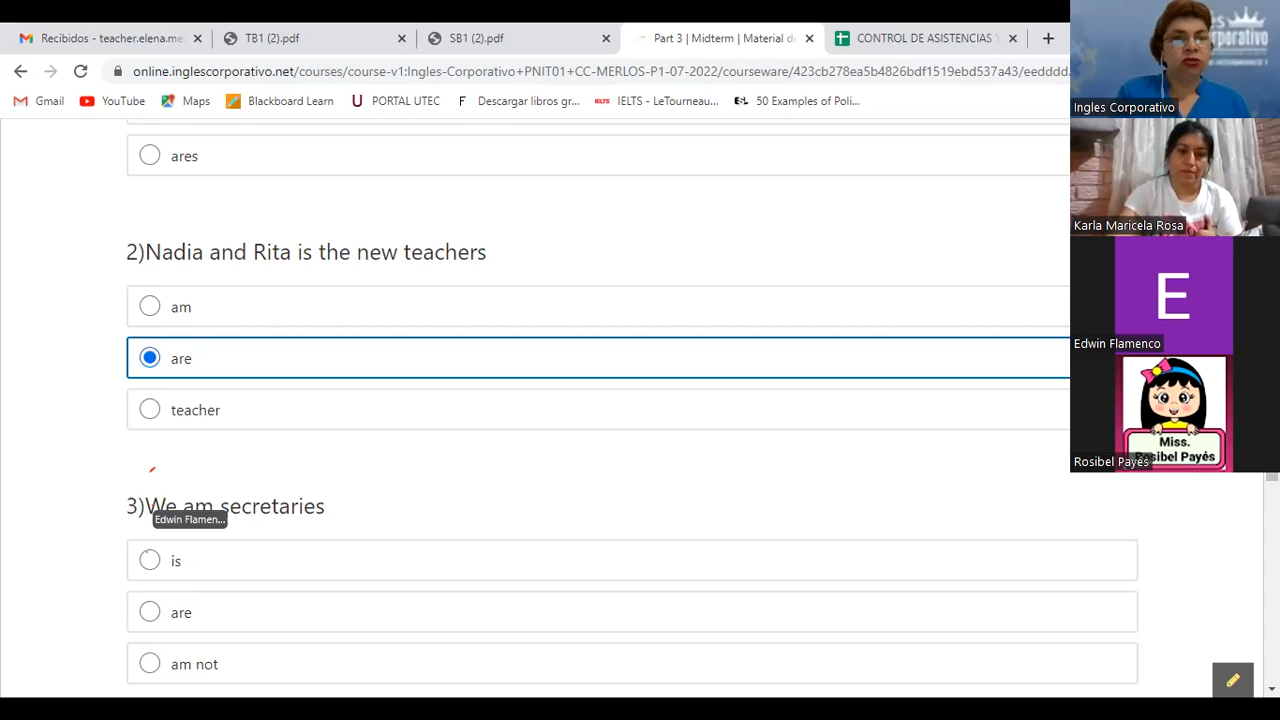 Recibidos - teacher.elena.me
TB1 (2).pdf
SB1 (2).pdf
Part 3 | Midterm | Material de
CONTROL DE ASISTENCIAS Y
online.inglescorporativo.net/courses/course-v1:Ingles-Corporativo+PNIT01+CC-MERLOS-P1-07-2022/courseware/423cb278ea5b4826bdf1519ebd537a43/eedddd.
Gmail
YouTube
Maps
Blackboard Learn
PORTAL UTEC
Descargar libros gr...
IELTS - LeTourneau...
50 Examples of Poli...
ares
2)Nadia and Rita is the new teachers
am
are
teacher
3)We am secretaries
Edwin Flamen...
is
are
am not
Ingles Corporativo
Karla Maricela Rosa
E
Edwin Flamenco
Miss.
Rosibel Payés
Rosibel Payés